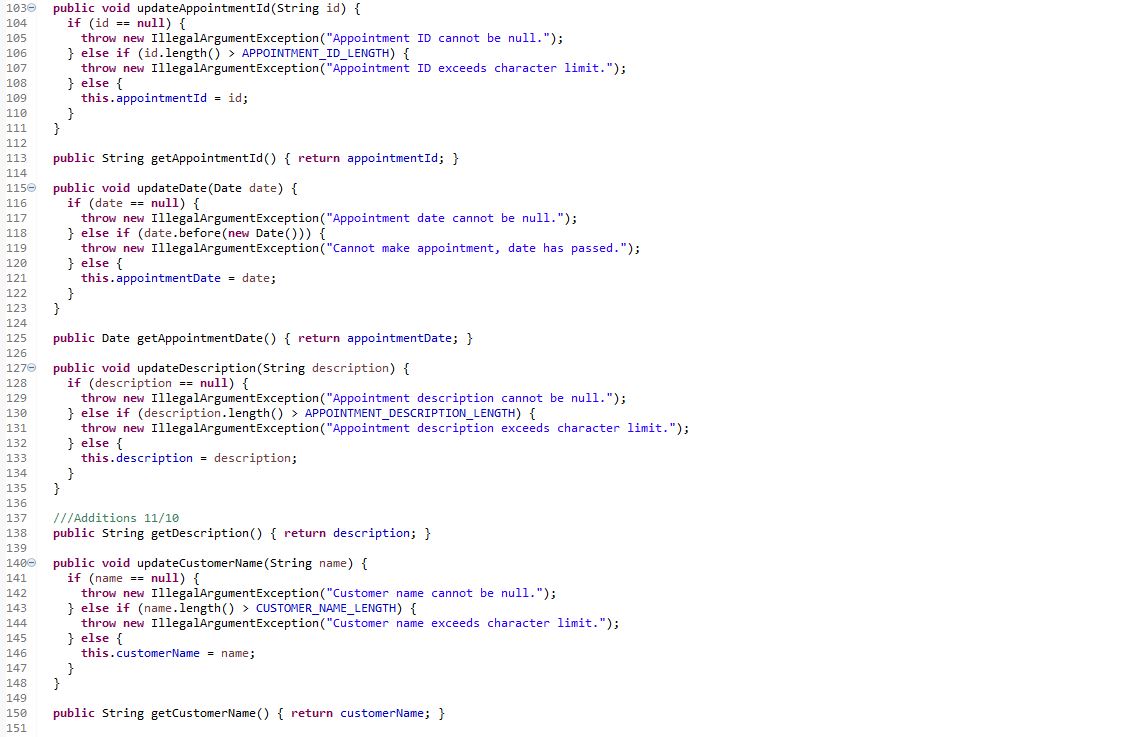 103 public void updateAppointmentId(String id) {
104 if (id == null) {
105 throw new IllegalArgumentException("Appointment ID cannot be null.");
106 } else if (id.length() > APPOINTMENT_ID_LENGTH) {
107 throw new IllegalArgumentException("Appointment ID exceeds character limit.");
108 } else {
109 this.appointmentId = id;
110 }
111 }
112
113 public String getAppointmentId() { return appointmentId; }
114
115 public void updateDate(Date date) {
116 if (date == null) {
117 throw new IllegalArgumentException("Appointment date cannot be null.");
118 } else if (date.before(new Date())) {
119 throw new IllegalArgumentException("Cannot make appointment, date has passed.");
120 } else {
121 this.appointmentDate = date;
122 }
123 }
124
125 public Date getAppointmentDate() { return appointmentDate; }
126
127 public void updateDescription(String description) {
128 if (description == null) {
129 throw new IllegalArgumentException("Appointment description cannot be null.");
130 } else if (description.length() > APPOINTMENT_DESCRIPTION_LENGTH) {
131 throw new IllegalArgumentException("Appointment description exceeds character limit.");
132 } else {
133 this.description = description;
134 }
135 }
136
137 ///Additions 11/10
138 public String getDescription() { return description; }
139
140 public void updateCustomerName(String name) {
141 if (name == null) {
142 throw new IllegalArgumentException("Customer name cannot be null.");
143 } else if (name.length() > CUSTOMER_NAME_LENGTH) {
144 throw new IllegalArgumentException("Customer name exceeds character limit.");
145 } else {
146 this.customerName = name;
147 }
148 }
149
150 public String getCustomerName() { return customerName; }
151